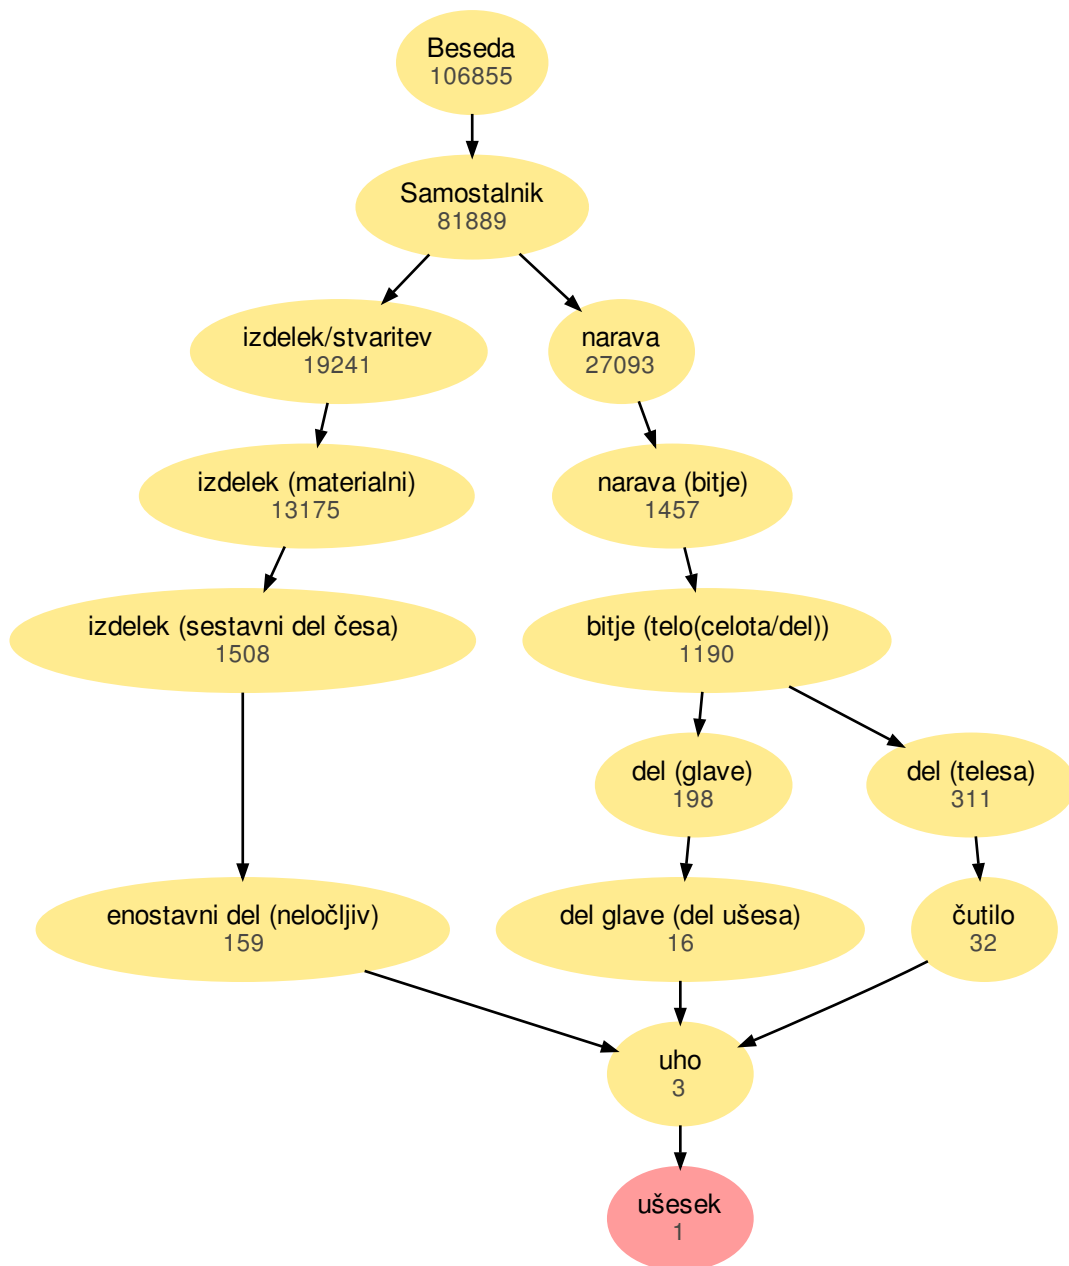 Beseda
106855
Samostalnik
81889
izdelek/stvaritev
19241
narava
27093
izdelek (materialni)
13175
narava (bitje)
1457
izdelek (sestavni del česa)
1508
bitje (telo(celota/del))
1190
del (glave)
198
del (telesa)
311
enostavni del (neločljiv)
159
del glave (del ušesa)
16
čutilo
32
uho
3
ušesek
1